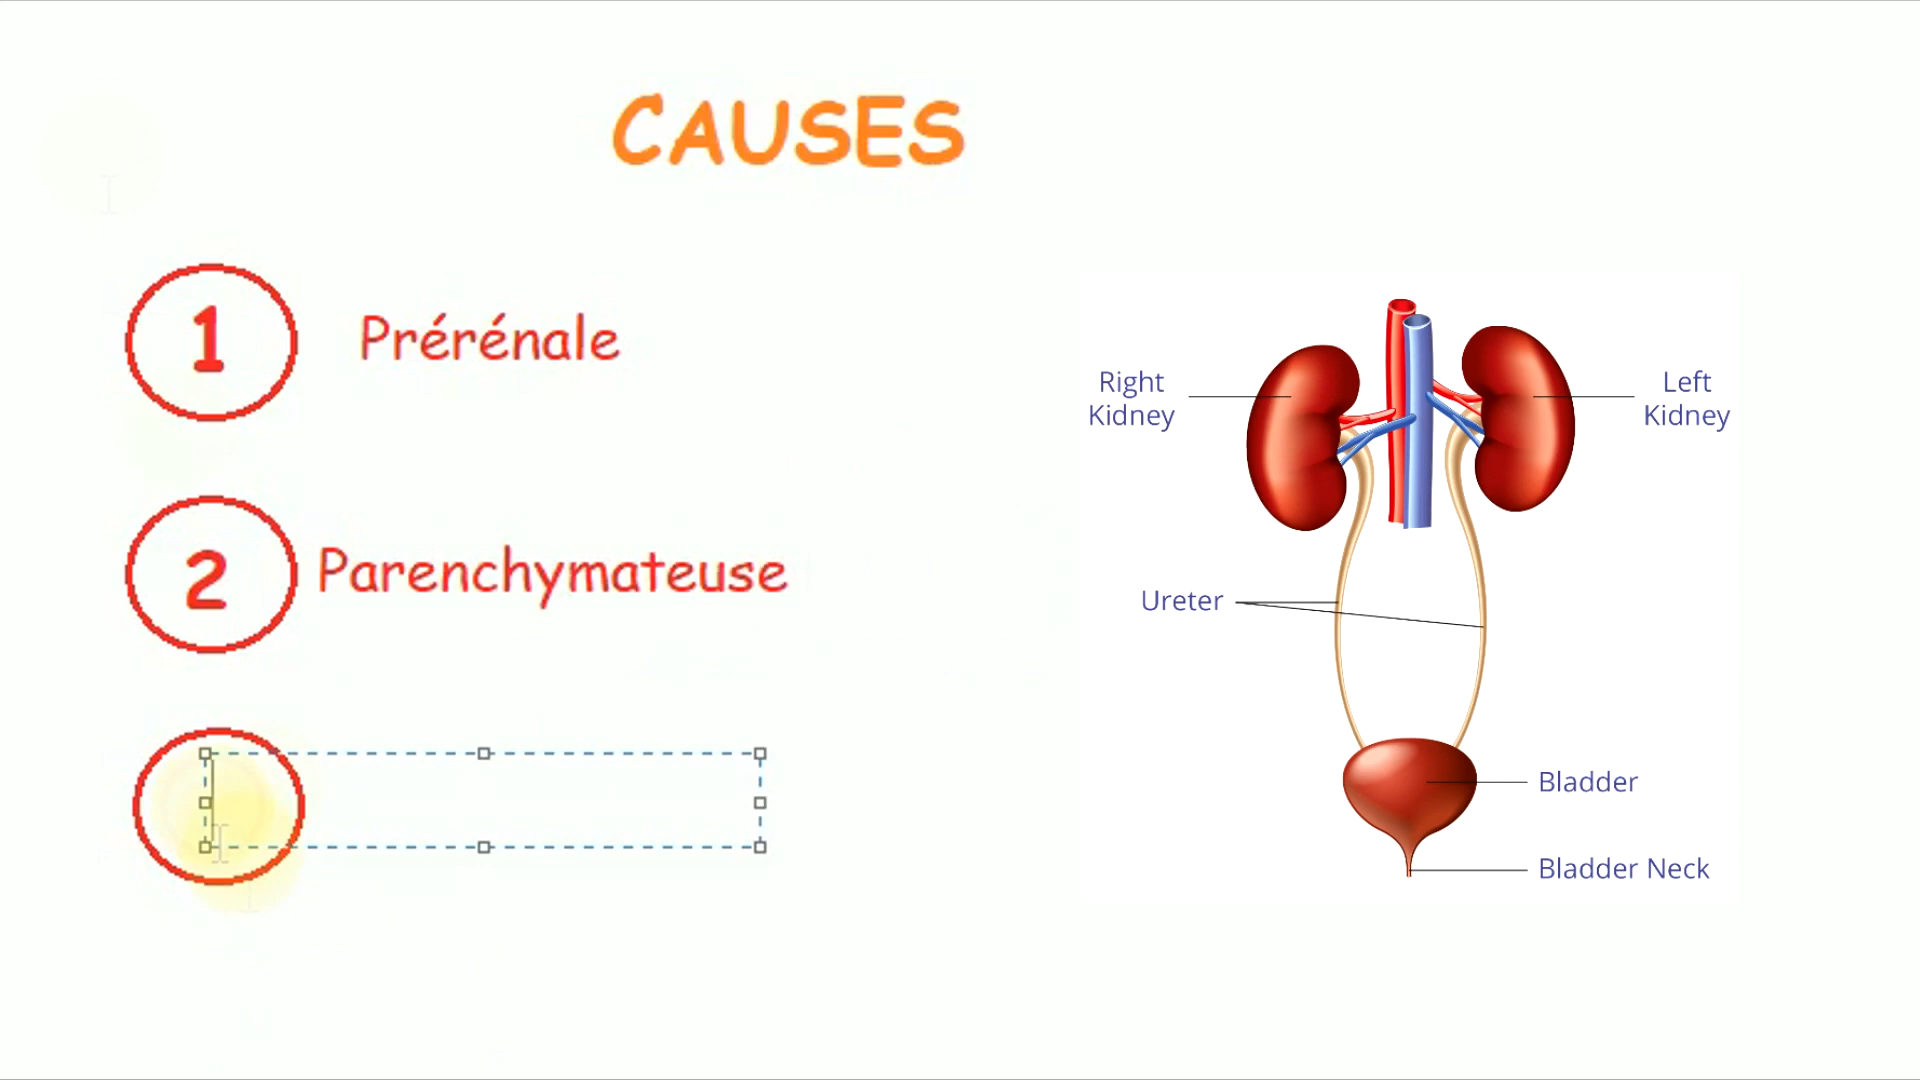 CAUSES
1
Prérénale
2
Parenchymateuse
Right
Kidney
Left
Kidney
Ureter
Bladder
Bladder Neck